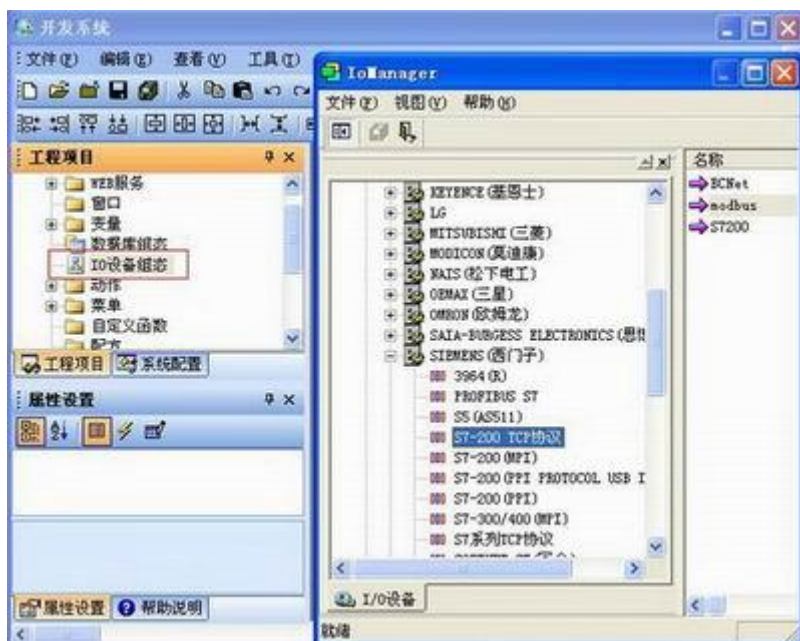 开发系统
文件(F) 编辑(E) 查看(V) 工具(T)
工程项目
WEB服务
窗口
变量
数据库组态
IO设备组态
动作
菜单
自定义函数
配方
工程项目 系统配置
属性设置
属性设置 帮助说明
IoManager
文件(F) 视图(V) 帮助(H)
KEYENCE(基恩士)
LG
MITSUBISHI(三菱)
MODICON(莫迪康)
NAIS(松下电工)
OEMAX(三星)
OMRON(欧姆龙)
SAIA-BURGESS ELECTRONICS(思
SIEMENS(西门子)
3964(R)
PROFIBUS S7
S5(AS511)
S7-200 TCP协议
S7-200(MPI)
S7-200(PPI PROTOCOL USB I
S7-200(PPI)
S7-300/400(MPI)
S7系列TCP协议
I/O设备
就绪
名称
BCNet
modbus
S7200